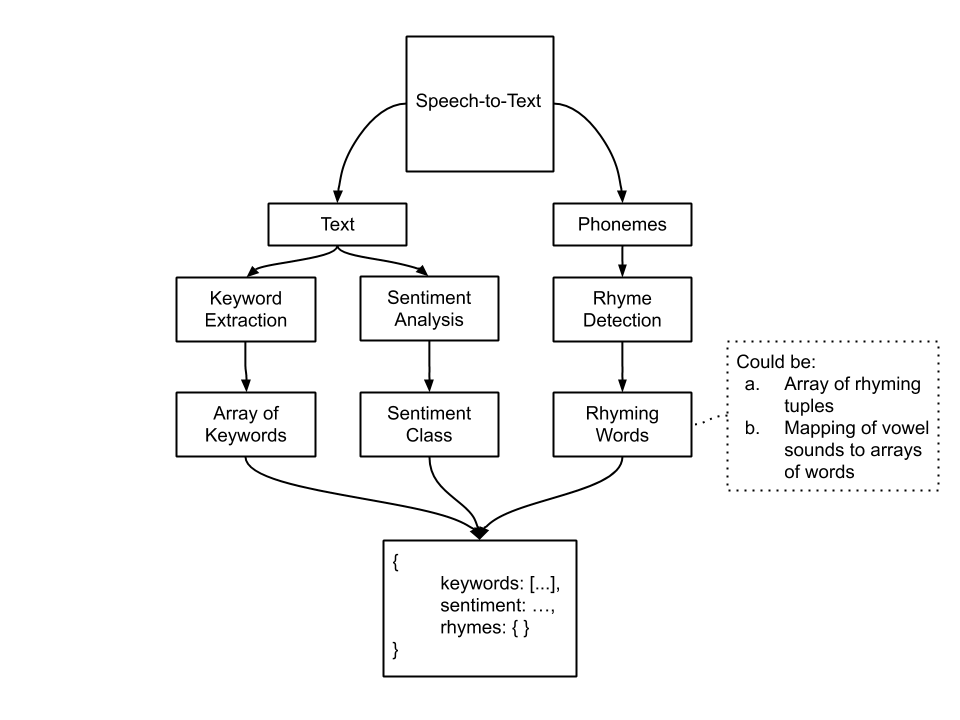 Speech-to-Text
Text
Phonemes
Keyword
Extraction
Sentiment
Analysis
Rhyme
Detection
Array of
Keywords
Sentiment
Class
Rhyming
Words
Could be:
a. Array of rhyming
tuples
b. Mapping of vowel
sounds to arrays
of words
{
keywords: [...],
sentiment: …,
rhymes: { }
}